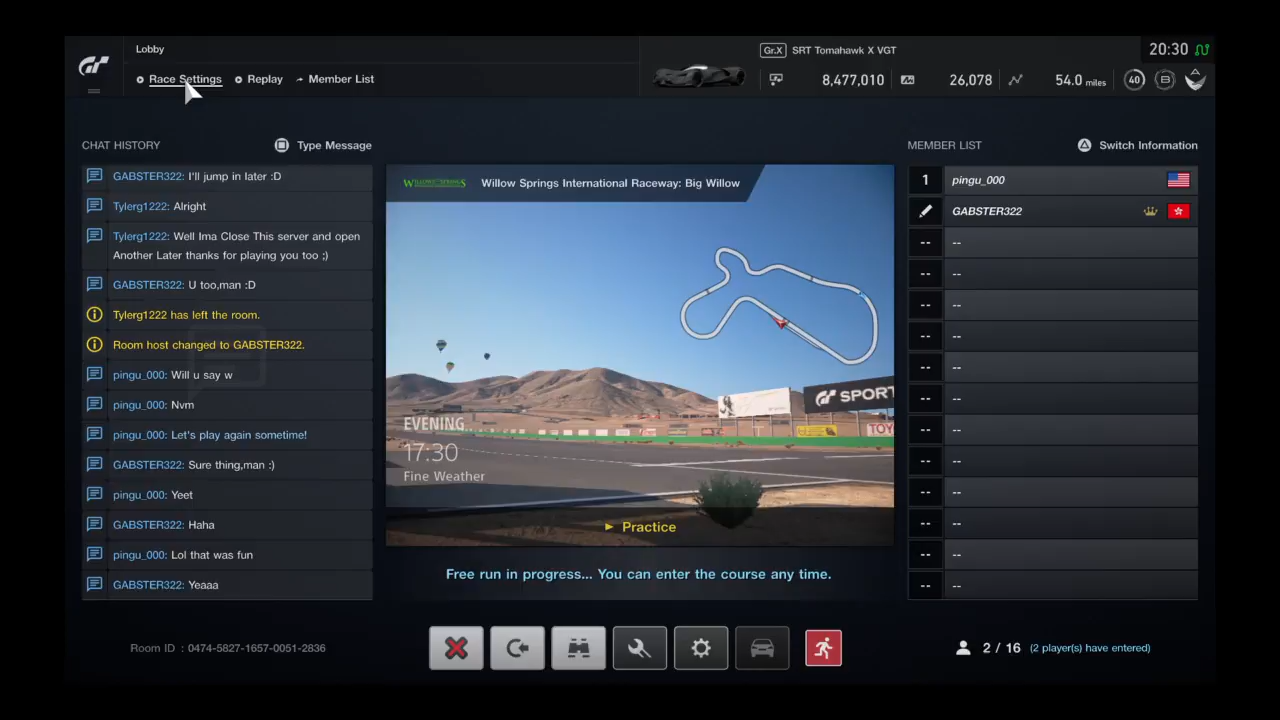 Lobby
Race Settings
Replay
Member List
Gr.X
SRT Tomahawk X VGT
20:30
8,477,010
26,078
54.0 miles
40
B
CHAT HISTORY
Type Message
GABSTER322: I'll jump in later :D
Tylerg1222: Alright
Tylerg1222: Well Ima Close This server and open
Another Later thanks for playing you too ;)
GABSTER322: U too,man :D
Tylerg1222 has left the room.
Room host changed to GABSTER322.
pingu_000: Will u say w
pingu_000: Nvm
pingu_000: Let's play again sometime!
GABSTER322: Sure thing,man :)
pingu_000: Yeet
GABSTER322: Haha
pingu_000: Lol that was fun
GABSTER322: Yeaaa
WILLOW SPRINGS
Willow Springs International Raceway: Big Willow
GT SPORT
TOYO
EVENING
17:30
Fine Weather
Practice
Free run in progress... You can enter the course any time.
MEMBER LIST
Switch Information
1 pingu_000
GABSTER322
-- --
-- --
-- --
-- --
-- --
-- --
-- --
-- --
-- --
-- --
-- --
-- --
Room ID : 0474-5827-1657-0051-2836
2 / 16 (2 player(s) have entered)